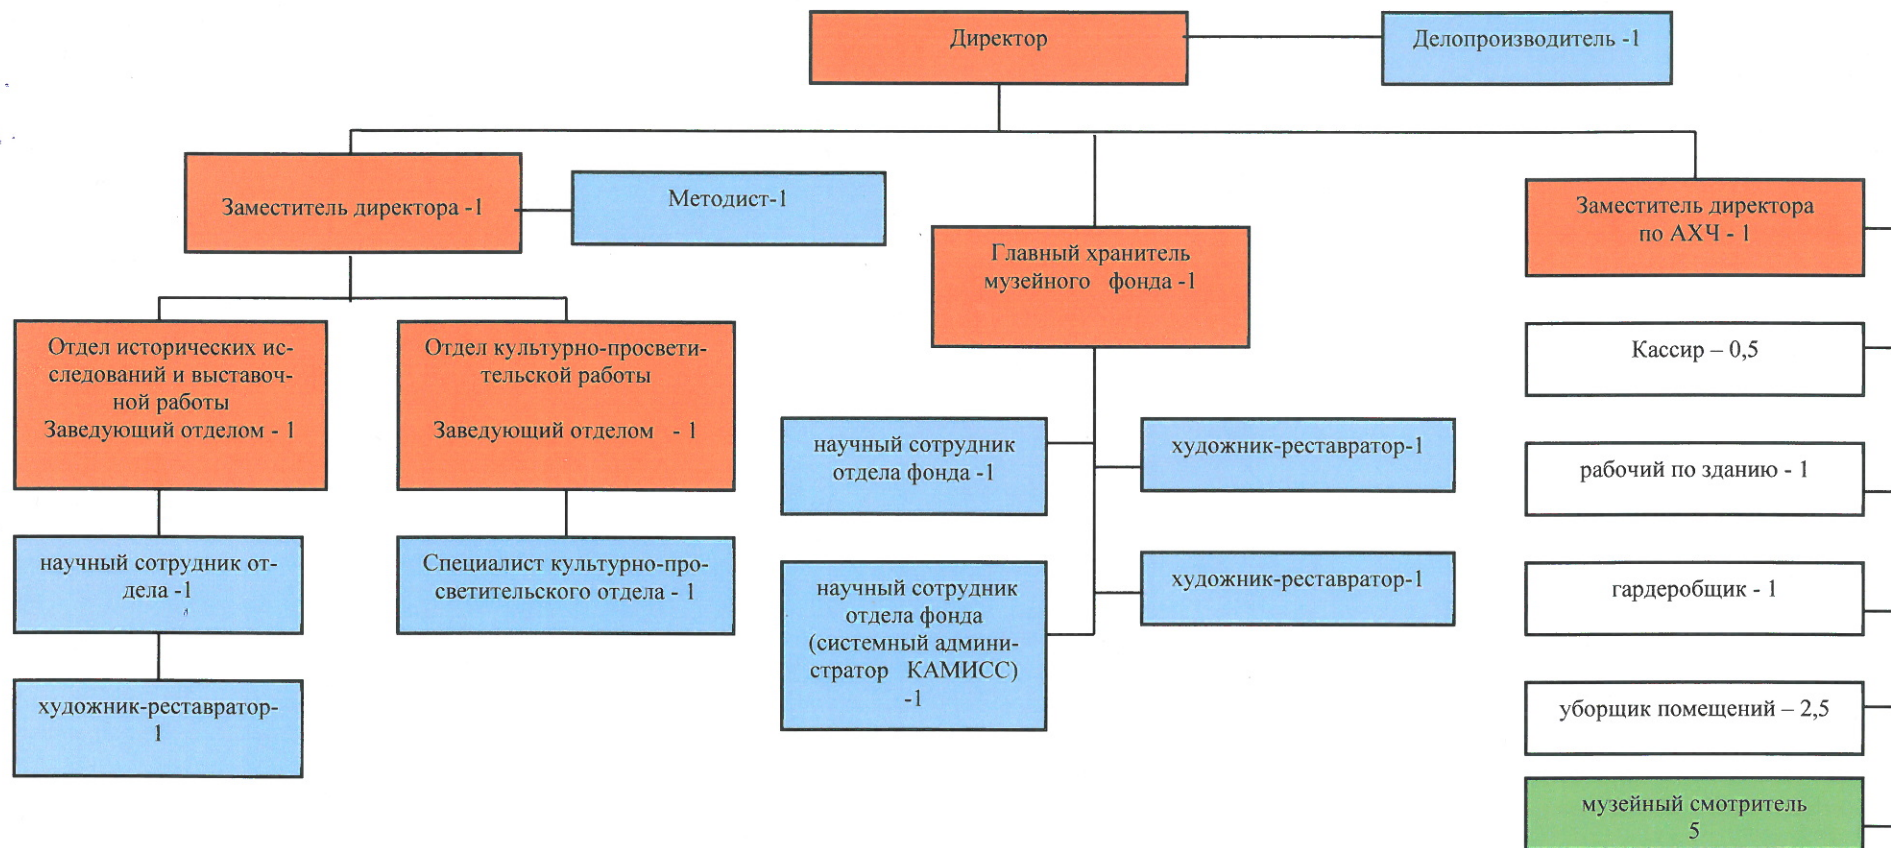 Директор
Делопроизводитель -1
Заместитель директора -1
Методист-1
Главный хранитель
музейного фонда -1
Заместитель директора
по АХЧ - 1
Отдел исторических ис-
следований и выставоч-
ной работы
Заведующий отделом - 1
Отдел культурно-просвети-
тельской работы
Заведующий отделом - 1
научный сотрудник от-
дела -1
художник-реставратор-
1
Специалист культурно-про-
светительского отдела - 1
научный сотрудник
отдела фонда -1
художник-реставратор-1
научный сотрудник
отдела фонда
(системный админи-
стратор КАМИСС)
-1
художник-реставратор-1
Кассир – 0,5
рабочий по зданию - 1
гардеробщик - 1
уборщик помещений – 2,5
музейный смотритель
5